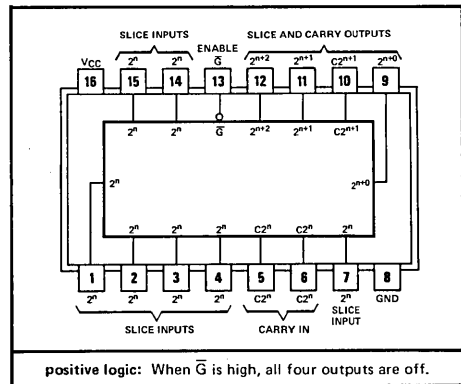 SLICE INPUTS
ENABLE
SLICE AND CARRY OUTPUTS
VCC 2ⁿ 2ⁿ G̅ 2ⁿ⁺² 2ⁿ⁺¹ C2ⁿ⁺¹ 2ⁿ⁺⁰
16 15 14 13 12 11 10 9
2ⁿ 2ⁿ G̅ 2ⁿ⁺² 2ⁿ⁺¹ C2ⁿ⁺¹
2ⁿ 2ⁿ⁺⁰
2ⁿ 2ⁿ 2ⁿ C2ⁿ C2ⁿ 2ⁿ
1 2 3 4 5 6 7 8
2ⁿ 2ⁿ 2ⁿ 2ⁿ C2ⁿ C2ⁿ 2ⁿ GND
SLICE INPUTS
CARRY IN
SLICE
INPUT
positive logic: When G̅ is high, all four outputs are off.